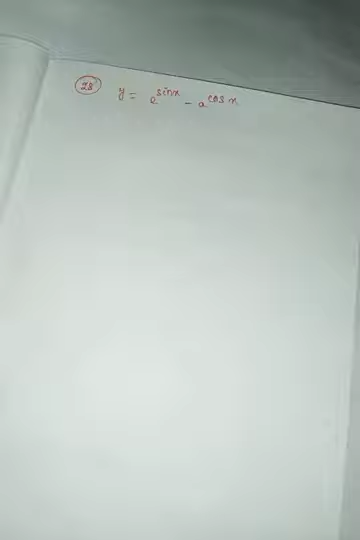 28 y = e^sinx - a^cos x